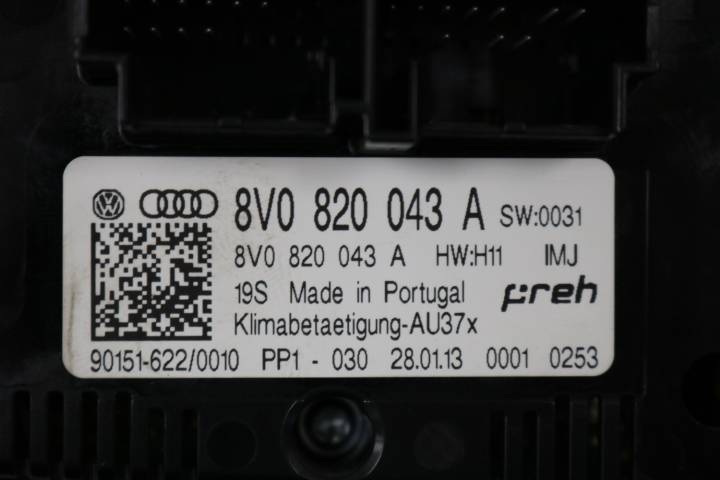 8V0 820 043 A SW:0031
8V0 820 043 A HW:H11 IMJ
19S Made in Portugal preh
Klimabetaetigung-AU37x
90151-622/0010 PP1 - 030 28.01.13 0001 0253